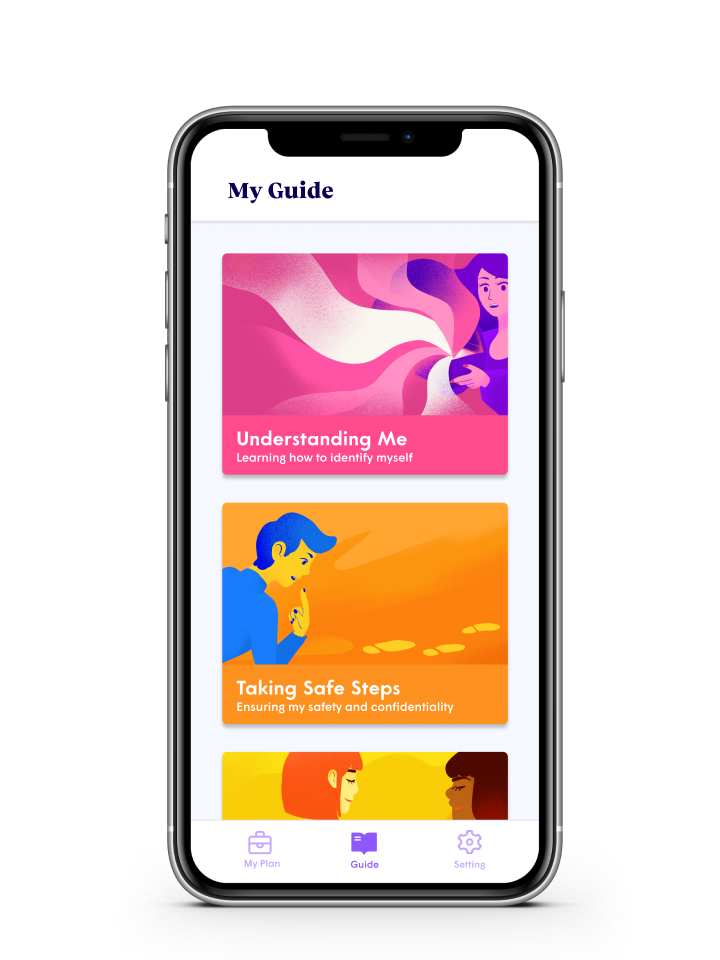 My Guide
Understanding Me
Learning how to identify myself
Taking Safe Steps
Ensuring my safety and confidentiality
My Plan
Guide
Setting